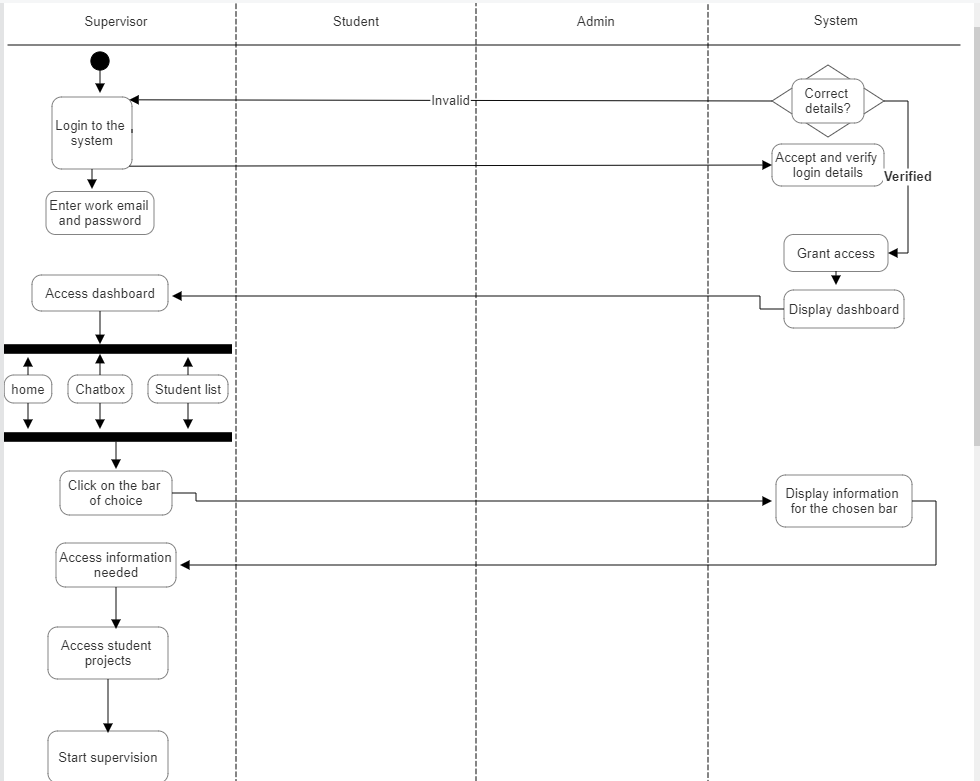 Supervisor
Student
Admin
System
Correct
details?
Invalid
Login to the
system
Accept and verify
login details
Verified
Enter work email
and password
Grant access
Access dashboard
Display dashboard
home
Chatbox
Student list
Click on the bar
of choice
Display information
for the chosen bar
Access information
needed
Access student
projects
Start supervision